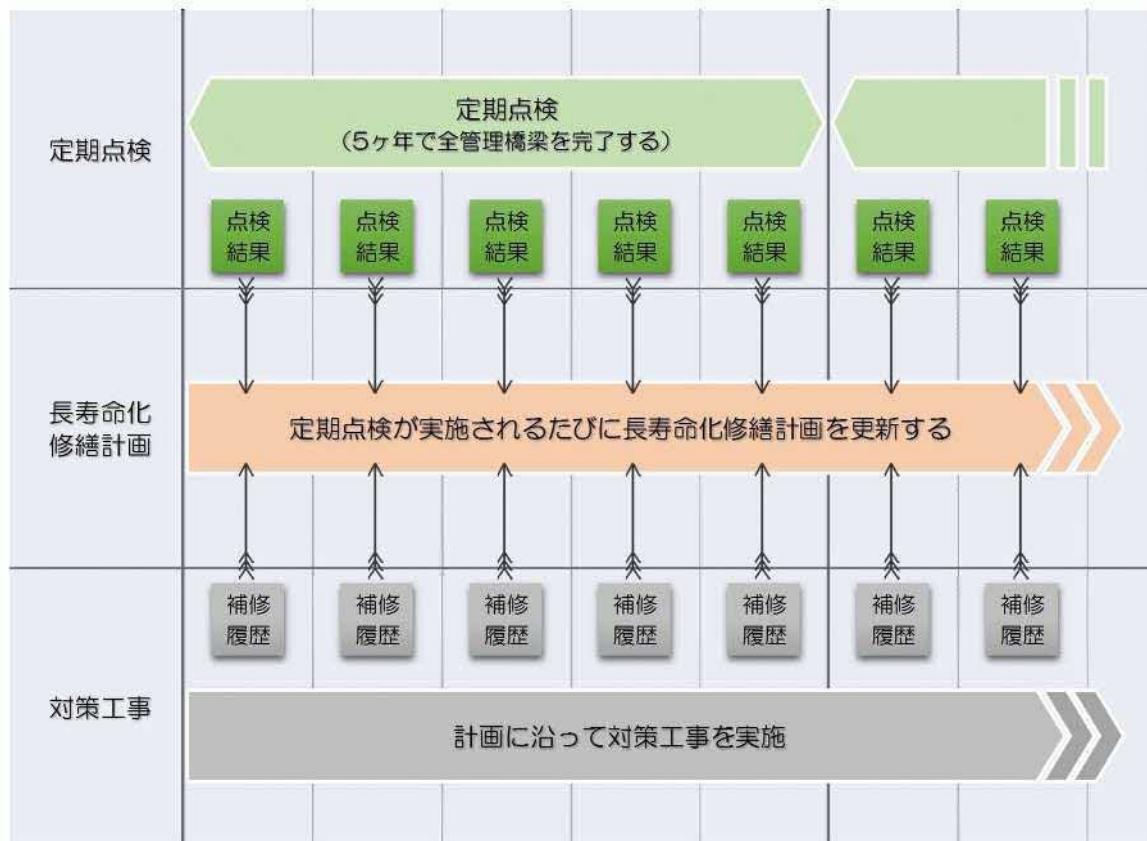 定期点検
定期点検
(5ヶ年で全管理橋梁を完了する)
点検
結果
点検
結果
点検
結果
点検
結果
点検
結果
点検
結果
点検
結果
長寿命化
修繕計画
定期点検が実施されるたびに長寿命化修繕計画を更新する
補修
履歴
補修
履歴
補修
履歴
補修
履歴
補修
履歴
補修
履歴
補修
履歴
対策工事
計画に沿って対策工事を実施